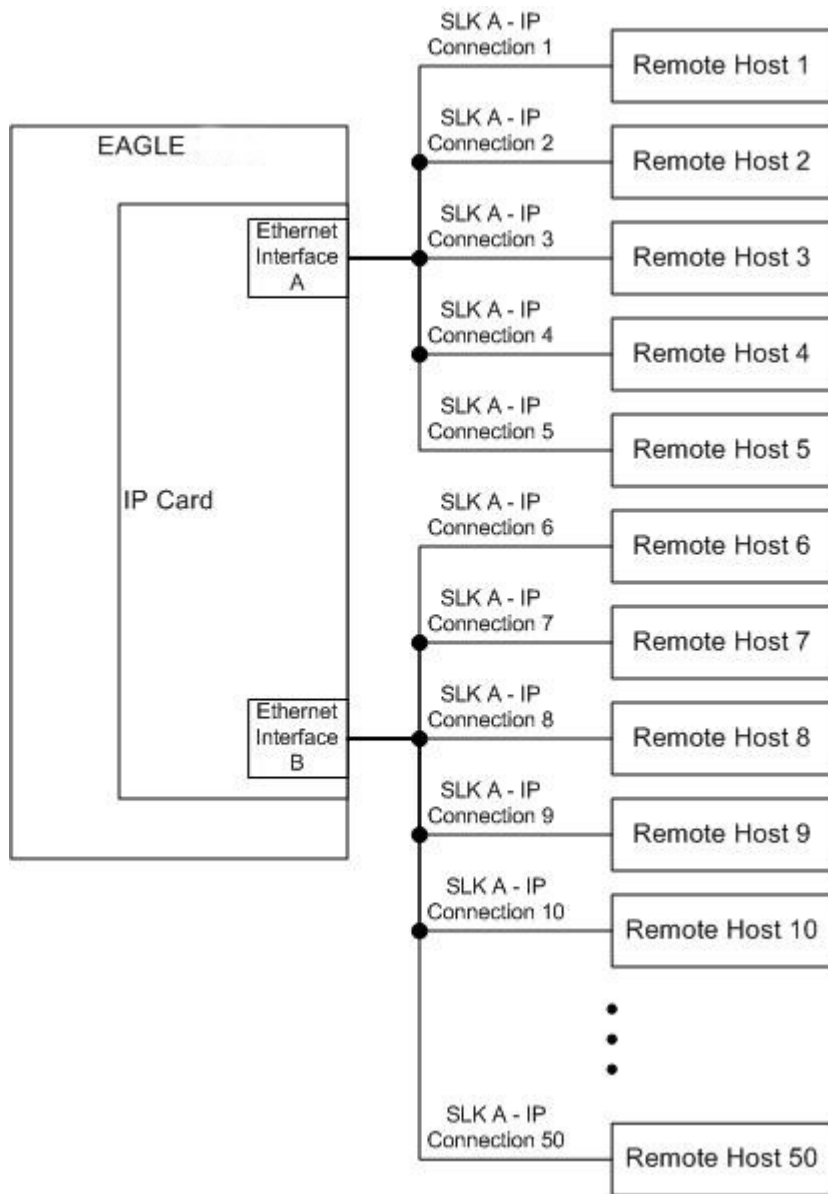 EAGLE
IP Card
Ethernet
Interface
A
Ethernet
Interface
B
SLK A - IP
Connection 1
Remote Host 1
SLK A - IP
Connection 2
Remote Host 2
SLK A - IP
Connection 3
Remote Host 3
SLK A - IP
Connection 4
Remote Host 4
SLK A - IP
Connection 5
Remote Host 5
SLK A - IP
Connection 6
Remote Host 6
SLK A - IP
Connection 7
Remote Host 7
SLK A - IP
Connection 8
Remote Host 8
SLK A - IP
Connection 9
Remote Host 9
SLK A - IP
Connection 10
Remote Host 10
SLK A - IP
Connection 50
Remote Host 50